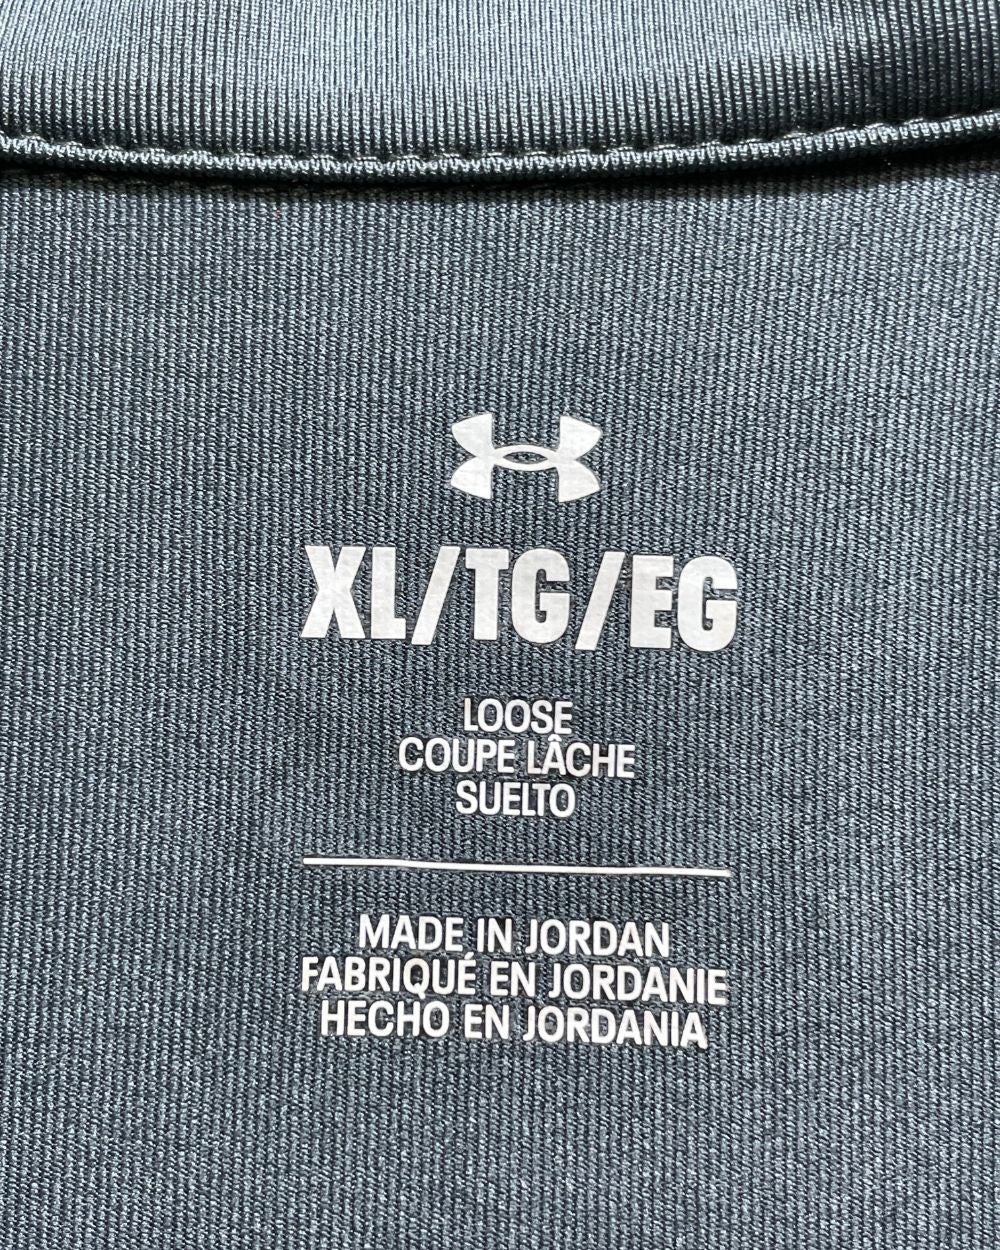 XL/TG/EG
LOOSE
COUPE LÂCHE
SUELTO
MADE IN JORDAN
FABRIQUÉ EN JORDANIE
HECHO EN JORDANIA